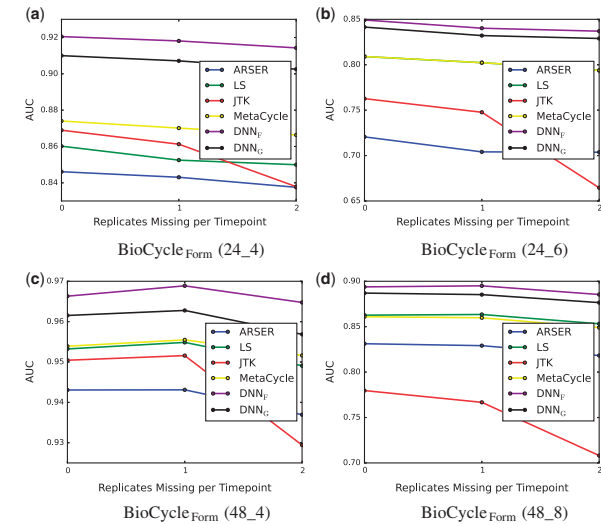 (a)
0.92
0.90
0.88
0.86
0.84
AUC
ARSER
LS
JTK
MetaCycle
DNN_F
DNN_G
0 1 2
Replicates Missing per Timepoint
BioCycle_Form (24_4)
(b)
0.85
0.80
0.75
0.70
0.65
AUC
ARSER
LS
JTK
MetaCycle
DNN_F
DNN_G
0 1 2
Replicates Missing per Timepoint
BioCycle_Form (24_6)
(c)
0.97
0.96
0.95
0.94
0.93
AUC
ARSER
LS
JTK
MetaCycle
DNN_F
DNN_G
0 1 2
Replicates Missing per Timepoint
BioCycle_Form (48_4)
(d)
0.90
0.85
0.80
0.75
0.70
AUC
ARSER
LS
JTK
MetaCycle
DNN_F
DNN_G
0 1 2
Replicates Missing per Timepoint
BioCycle_Form (48_8)